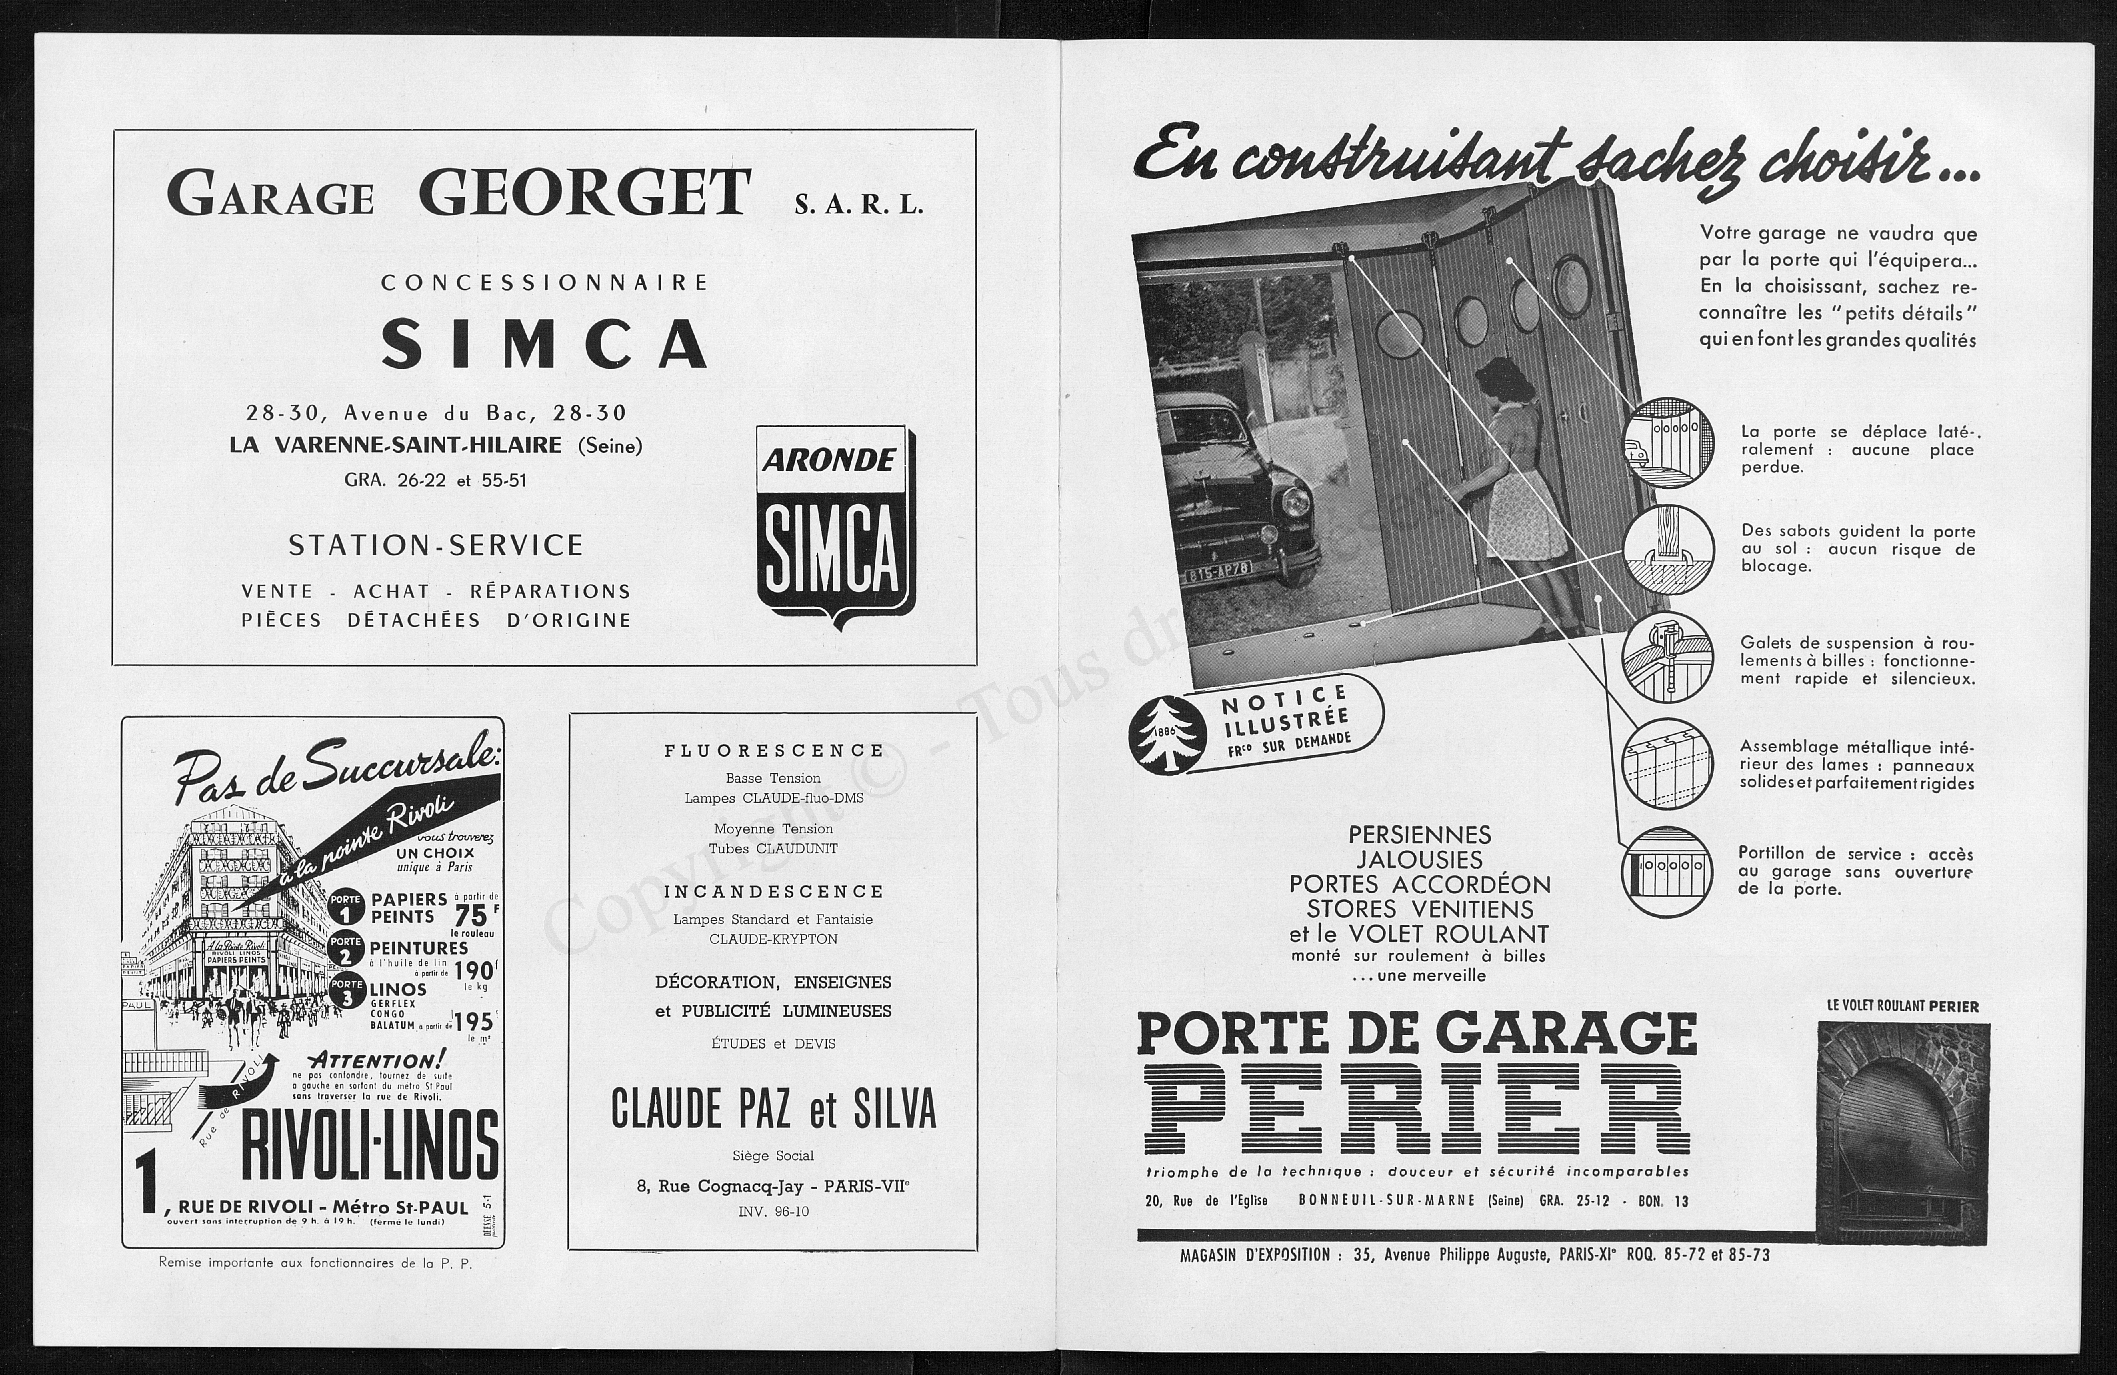 GARAGE GEORGET S. A. R. L.
CONCESSIONNAIRE
SIMCA
28-30, Avenue du Bac, 28-30
LA VARENNE-SAINT-HILAIRE (Seine)
GRA. 26-22 et 55-51
STATION-SERVICE
VENTE - ACHAT - RÉPARATIONS
PIÈCES DÉTACHÉES D'ORIGINE
ARONDE
SIMCA
Pas de Succursale:
à la pointe Rivoli
vous trouverez
UN CHOIX
unique à Paris
A la Pointe Rivoli
RIVOLI LINOS
PAPIERS PEINTS
PAUL
PORTE 1
PAPIERS PEINTS
à partir de
75F
le rouleau
PORTE 2
PEINTURES
à l'huile de lin
à partir de 190f
le kg
PORTE 3
LINOS
GERFLEX
CONGO
BALATUM à partir de 195
le m²
ATTENTION!
ne pas confondre, tournez de suite
à gauche en sortant du métro St Paul
sans traverser la rue de Rivoli.
Rue de RIVOLI
RIVOLI-LINOS
1, RUE DE RIVOLI - Métro St-PAUL
ouvert sans interruption de 9 h. à 19 h. (fermé le lundi)
Remise importante aux fonctionnaires de la P. P.
FLUORESCENCE
Basse Tension
Lampes CLAUDE-fluo-DMS
Moyenne Tension
Tubes CLAUDUNIT
INCANDESCENCE
Lampes Standard et Fantaisie
CLAUDE-KRYPTON
DÉCORATION, ENSEIGNES
et PUBLICITÉ LUMINEUSES
ÉTUDES et DEVIS
CLAUDE PAZ et SILVA
Siège Social
8, Rue Cognacq-Jay - PARIS-VIIe
INV. 96-10
En construisant sachez choisir...
Votre garage ne vaudra que
par la porte qui l'équipera...
En la choisissant, sachez re-
connaître les "petits détails"
qui en font les grandes qualités
815-AP78
La porte se déplace laté-
ralement : aucune place
perdue.
Des sabots guident la porte
au sol : aucun risque de
blocage.
Galets de suspension à rou-
lements à billes : fonctionne-
ment rapide et silencieux.
Assemblage métallique inté-
rieur des lames : panneaux
solides et parfaitement rigides
Portillon de service : accès
au garage sans ouverture
de la porte.
1886
NOTICE
ILLUSTRÉE
FRco SUR DEMANDE
PERSIENNES
JALOUSIES
PORTES ACCORDÉON
STORES VENITIENS
et le VOLET ROULANT
monté sur roulement à billes
...une merveille
PORTE DE GARAGE
PERIER
triomphe de la technique : douceur et sécurité incomparables
20, Rue de l'Eglise BONNEUIL-SUR-MARNE (Seine) GRA. 25-12 - BON. 13
LE VOLET ROULANT PERIER
MAGASIN D'EXPOSITION : 35, Avenue Philippe Auguste, PARIS-XIe ROQ. 85-72 et 85-73
Copyright © - Tous dr